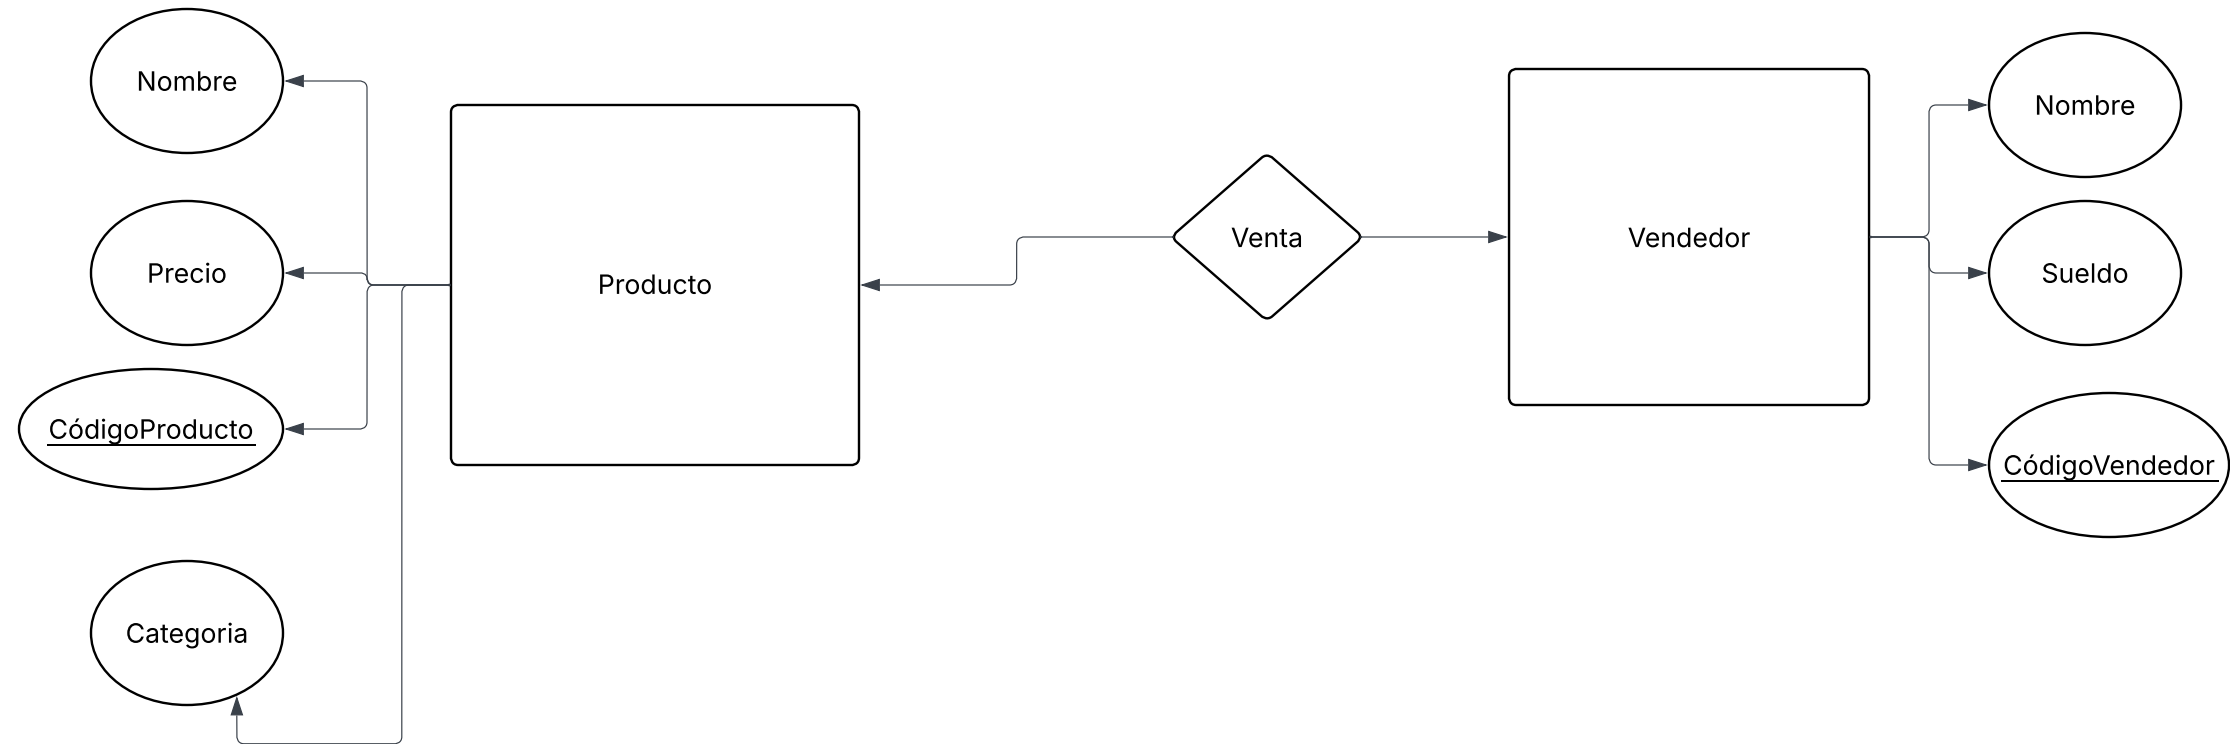 Nombre
Precio
CódigoProducto
Categoria
Producto
Venta
Vendedor
Nombre
Sueldo
CódigoVendedor